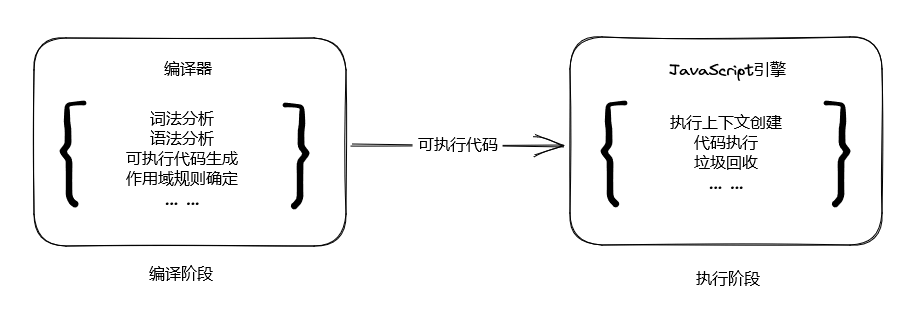 编译器
词法分析
语法分析
可执行代码生成
作用域规则确定
... ...
编译阶段
可执行代码
JavaScript引擎
执行上下文创建
代码执行
垃圾回收
... ...
执行阶段